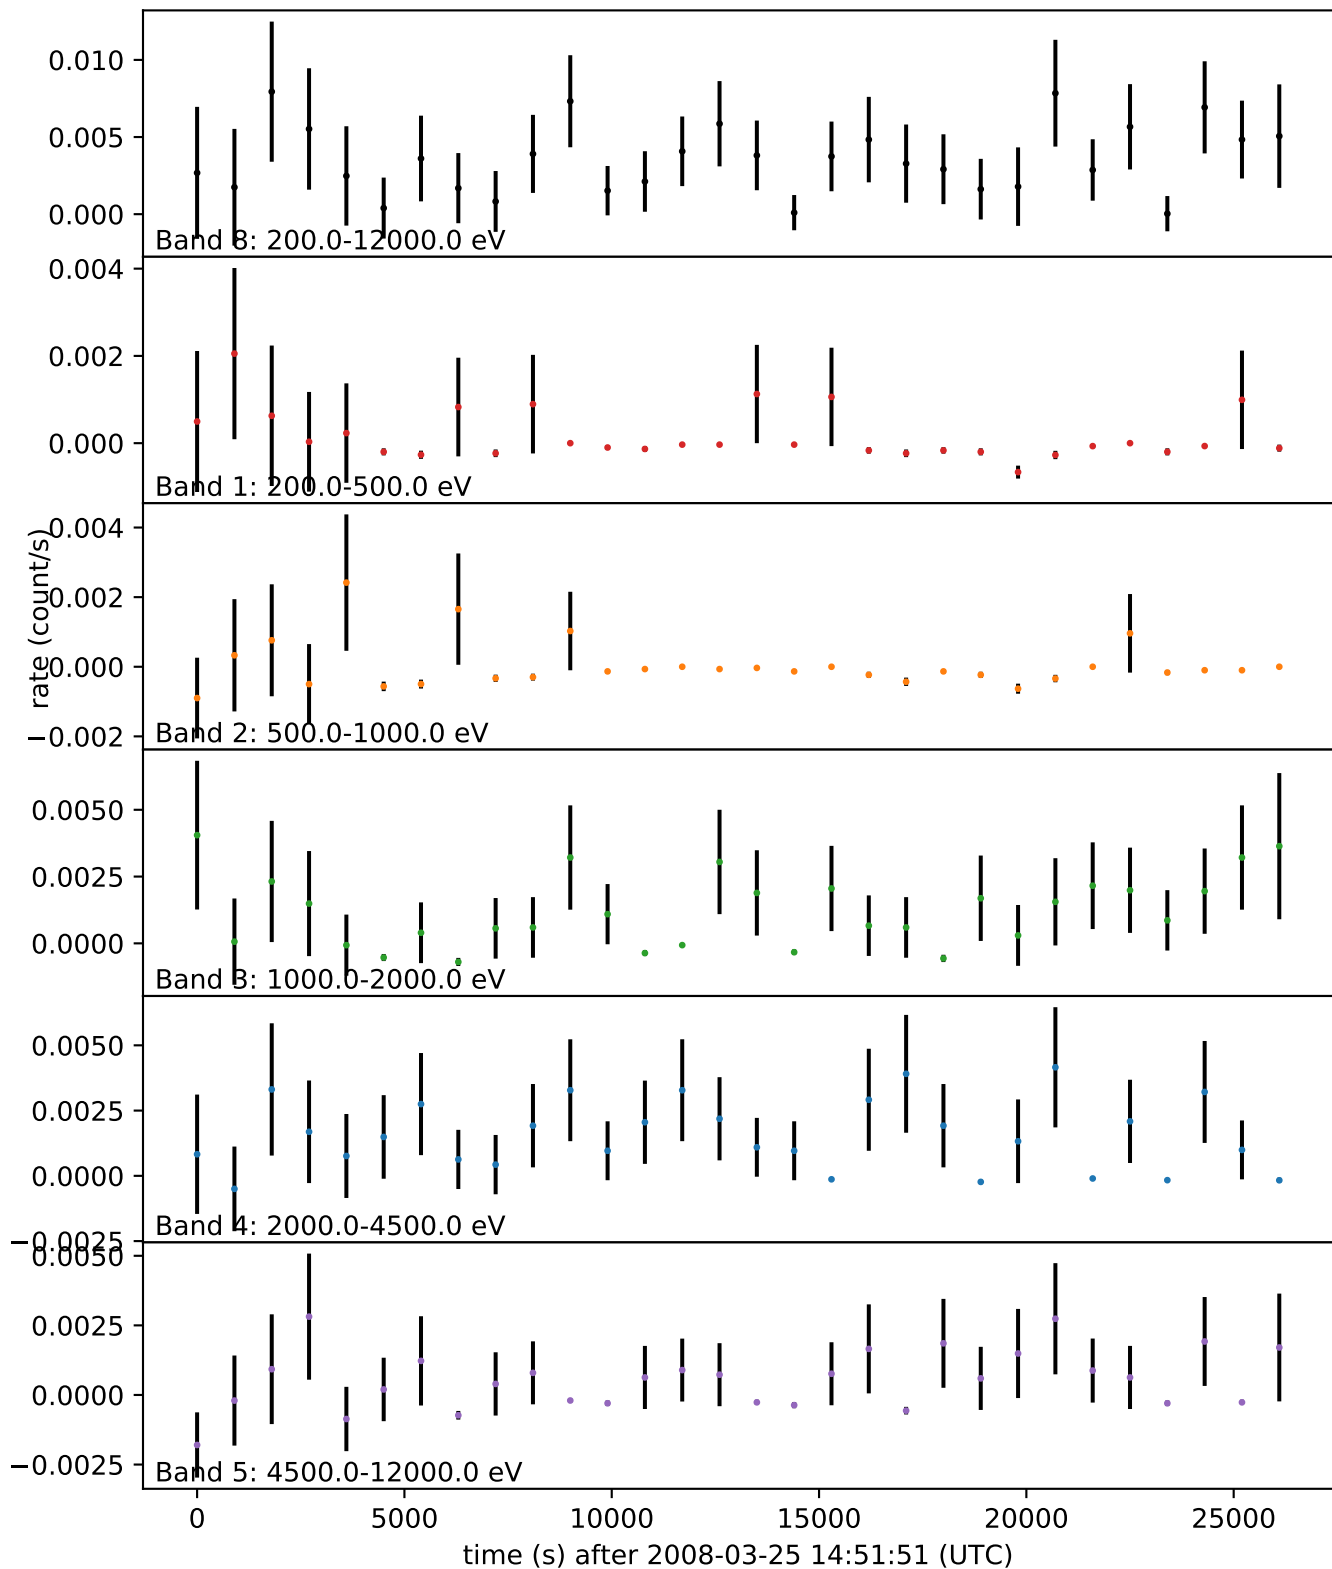 0.010
0.005
0.000
Band 8: 200.0-12000.0 eV
0.004
0.002
0.000
Band 1: 200.0-500.0 eV
rate (count/s)
0.004
0.002
0.000
−0.002
Band 2: 500.0-1000.0 eV
0.0050
0.0025
0.0000
Band 3: 1000.0-2000.0 eV
0.0050
0.0025
0.0000
−0.0025
Band 4: 2000.0-4500.0 eV
0.0050
0.0025
0.0000
−0.0025
Band 5: 4500.0-12000.0 eV
0 5000 10000 15000 20000 25000
time (s) after 2008-03-25 14:51:51 (UTC)